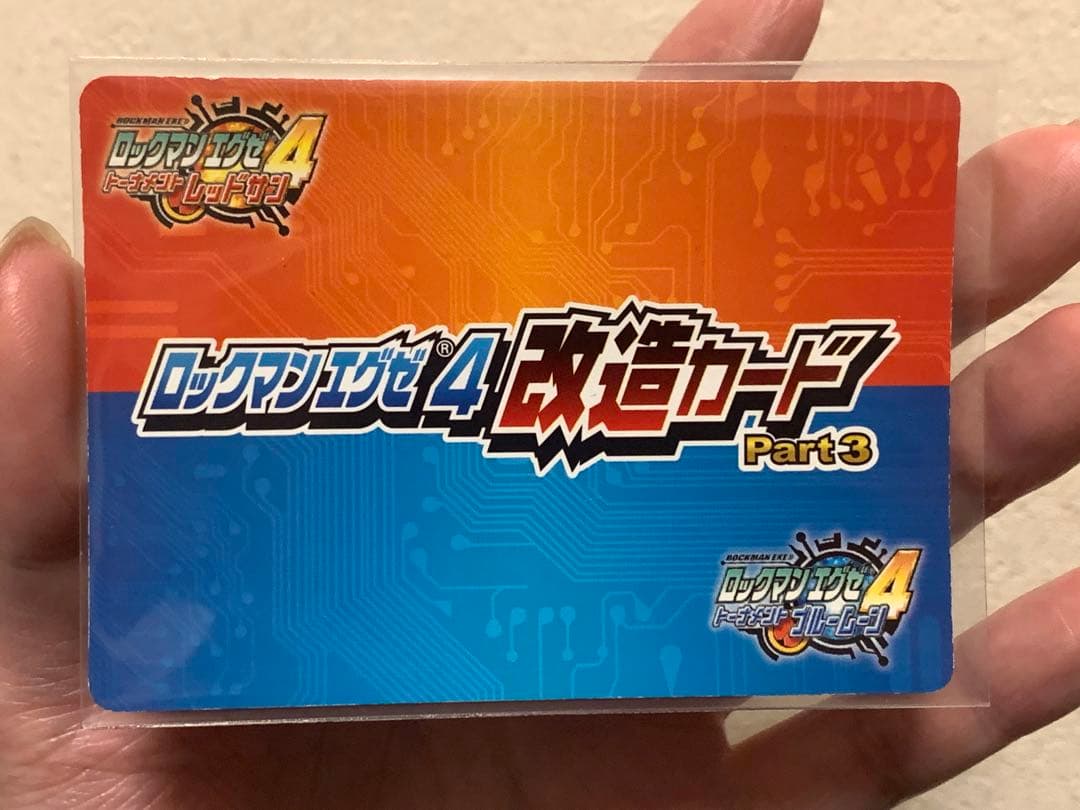 ROCKMAN EXE®
ロックマン エグゼ4
トーナメント レッドサン
ロックマン エグゼ®4 改造カード
Part 3
ROCKMAN EXE®
ロックマン エグゼ4
トーナメント ブルームーン